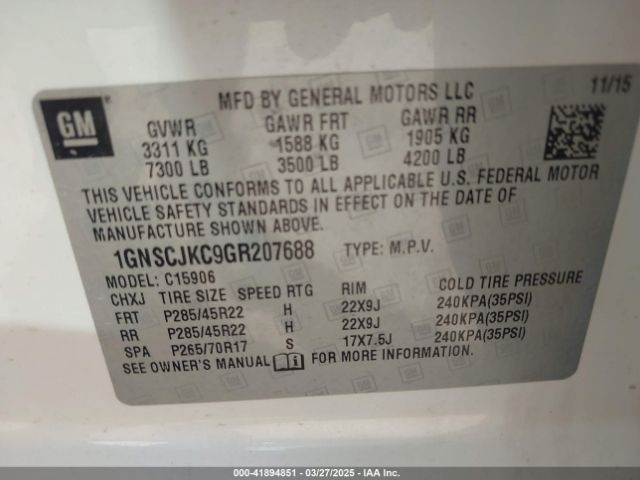 GM
MFD BY GENERAL MOTORS LLC 11/15
GVWR GAWR FRT GAWR RR
3311 KG 1588 KG 1905 KG
7300 LB 3500 LB 4200 LB
THIS VEHICLE CONFORMS TO ALL APPLICABLE U.S. FEDERAL MOTOR
VEHICLE SAFETY STANDARDS IN EFFECT ON THE DATE OF
MANUFACTURE SHOWN ABOVE.
1GNSCJKC9GR207688 TYPE: M.P.V.
MODEL: C15906
CHXJ TIRE SIZE SPEED RTG RIM COLD TIRE PRESSURE
FRT P285/45R22 H 22X9J 240KPA(35PSI)
RR P285/45R22 H 22X9J 240KPA(35PSI)
SPA P265/70R17 S 17X7.5J 240KPA(35PSI)
SEE OWNER'S MANUAL FOR MORE INFORMATION.
000-41894851 - 03/27/2025 - IAA Inc.